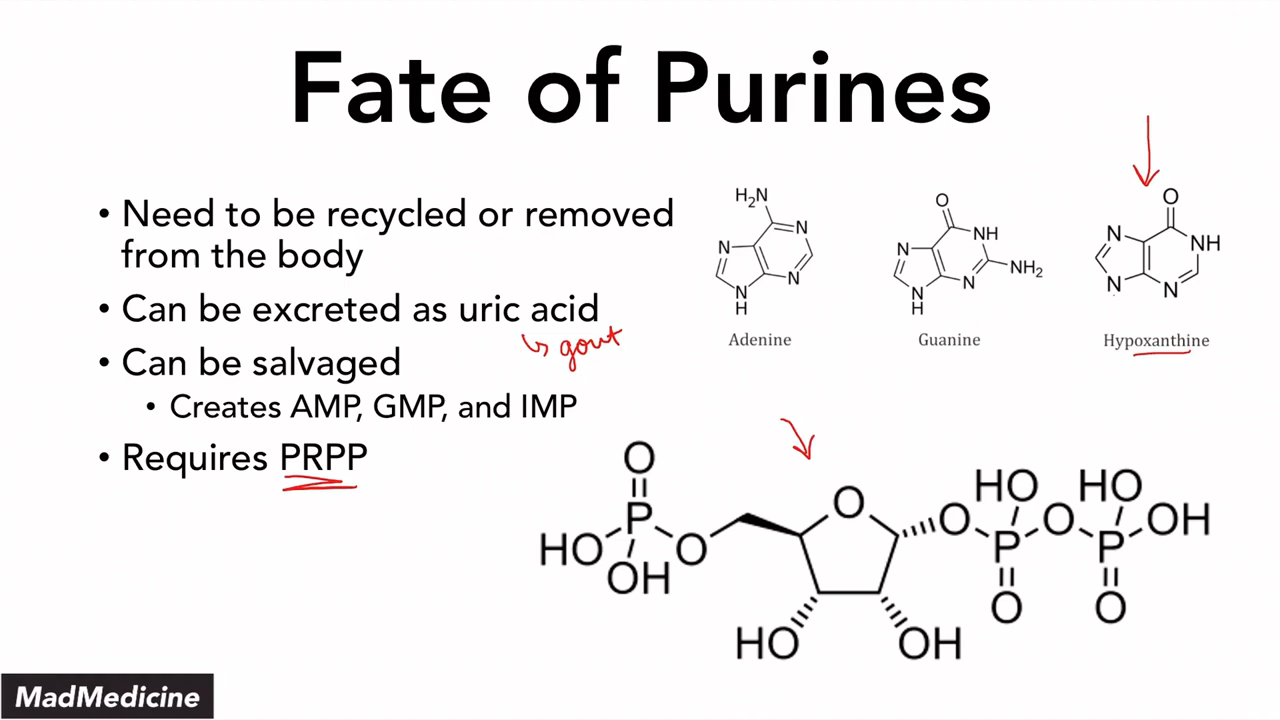 Fate of Purines
• Need to be recycled or removed
from the body
• Can be excreted as uric acid
↳ gout
• Can be salvaged
• Creates AMP, GMP, and IMP
• Requires PRPP
H₂N
N
N
N
N
H
Adenine
O
N
NH
N
H
N
NH₂
Guanine
O
N
NH
N
N
Hypoxanthine
O
P
HO
OH
O
O
HO
OH
O
HO
HO
P
O
P
OH
O
O
MadMedicine